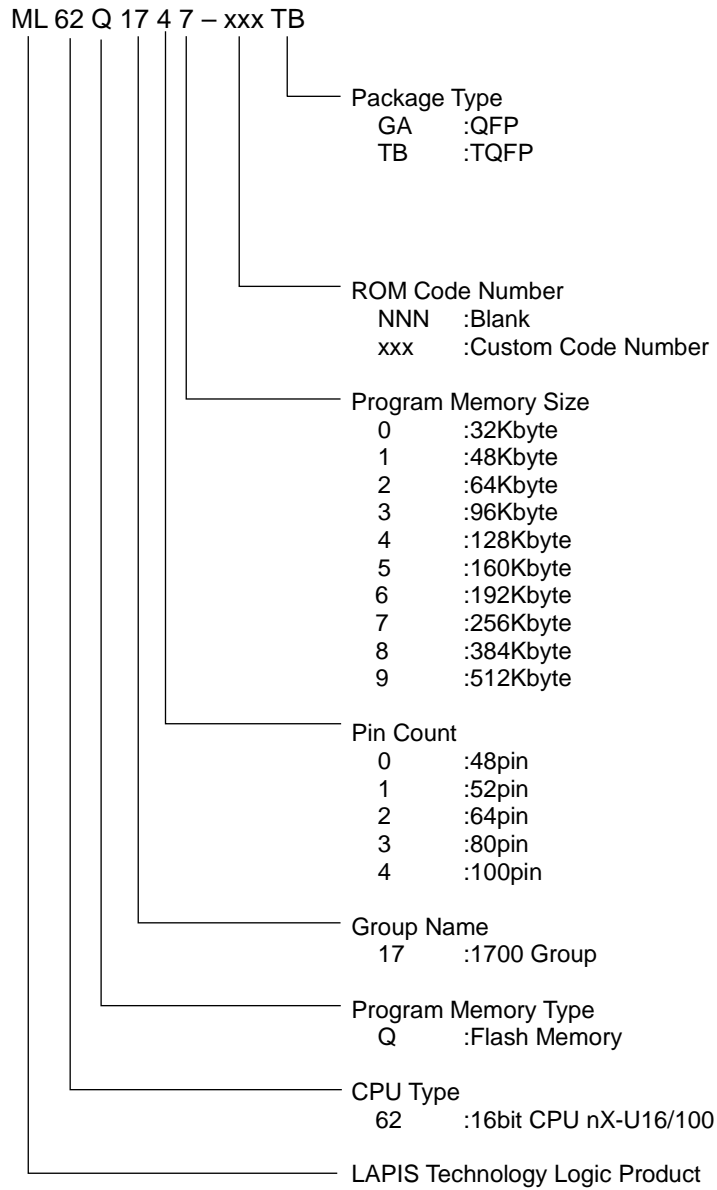 ML 62 Q 17 4 7 – xxx TB
Package Type
GA :QFP
TB :TQFP
ROM Code Number
NNN :Blank
xxx :Custom Code Number
Program Memory Size
0 :32Kbyte
1 :48Kbyte
2 :64Kbyte
3 :96Kbyte
4 :128Kbyte
5 :160Kbyte
6 :192Kbyte
7 :256Kbyte
8 :384Kbyte
9 :512Kbyte
Pin Count
0 :48pin
1 :52pin
2 :64pin
3 :80pin
4 :100pin
Group Name
17 :1700 Group
Program Memory Type
Q :Flash Memory
CPU Type
62 :16bit CPU nX-U16/100
LAPIS Technology Logic Product